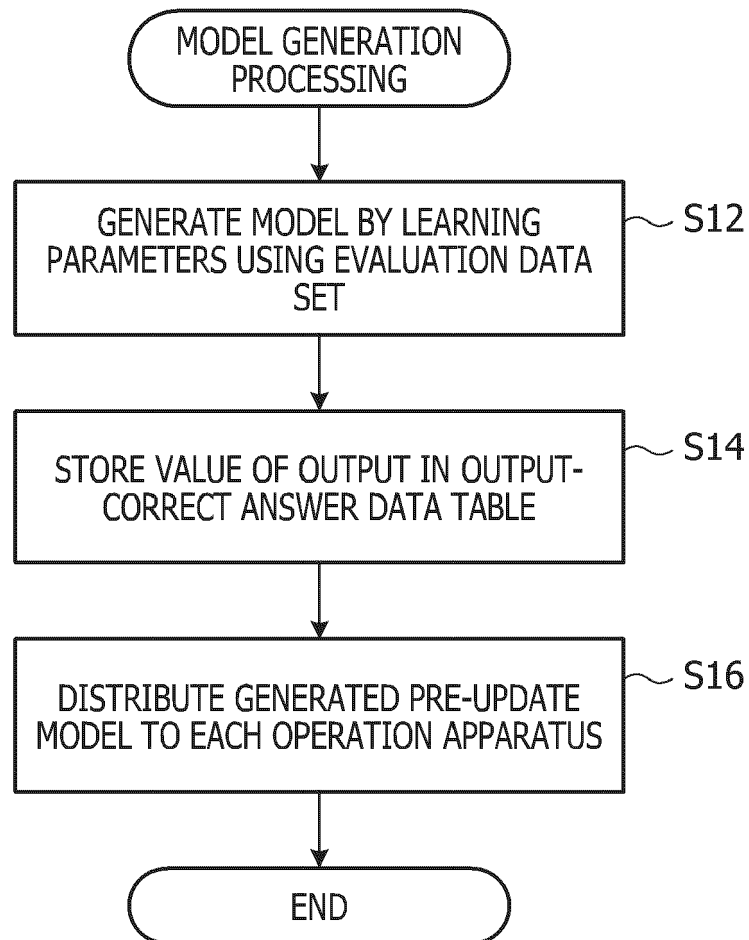 MODEL GENERATION
PROCESSING
GENERATE MODEL BY LEARNING
PARAMETERS USING EVALUATION DATA
SET
S12
STORE VALUE OF OUTPUT IN OUTPUT-
CORRECT ANSWER DATA TABLE
S14
DISTRIBUTE GENERATED PRE-UPDATE
MODEL TO EACH OPERATION APPARATUS
S16
END